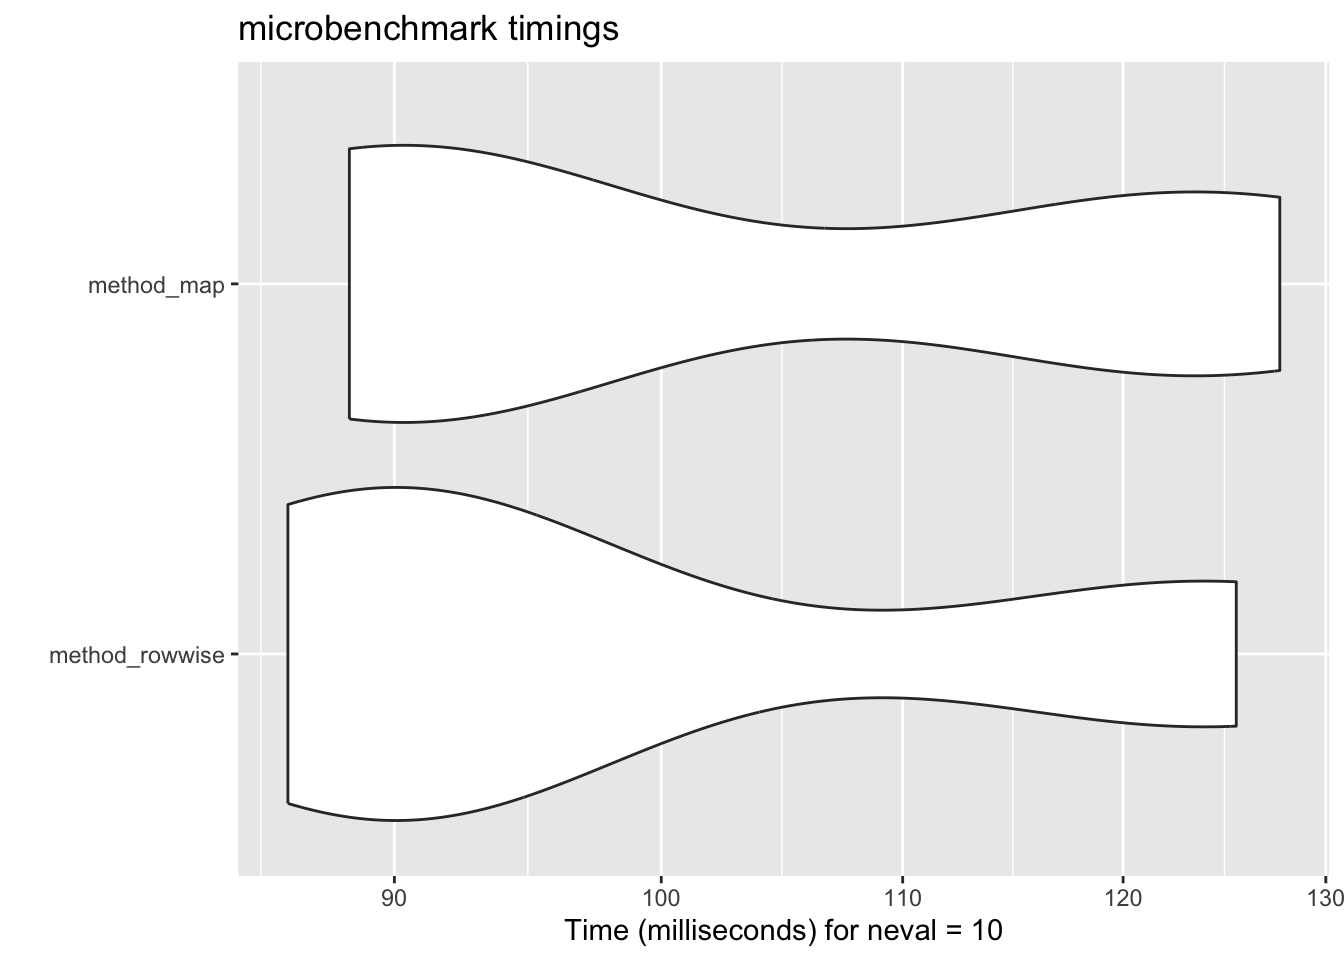 microbenchmark timings
method_map
method_rowwise
90 100 110 120 130
Time (milliseconds) for neval = 10